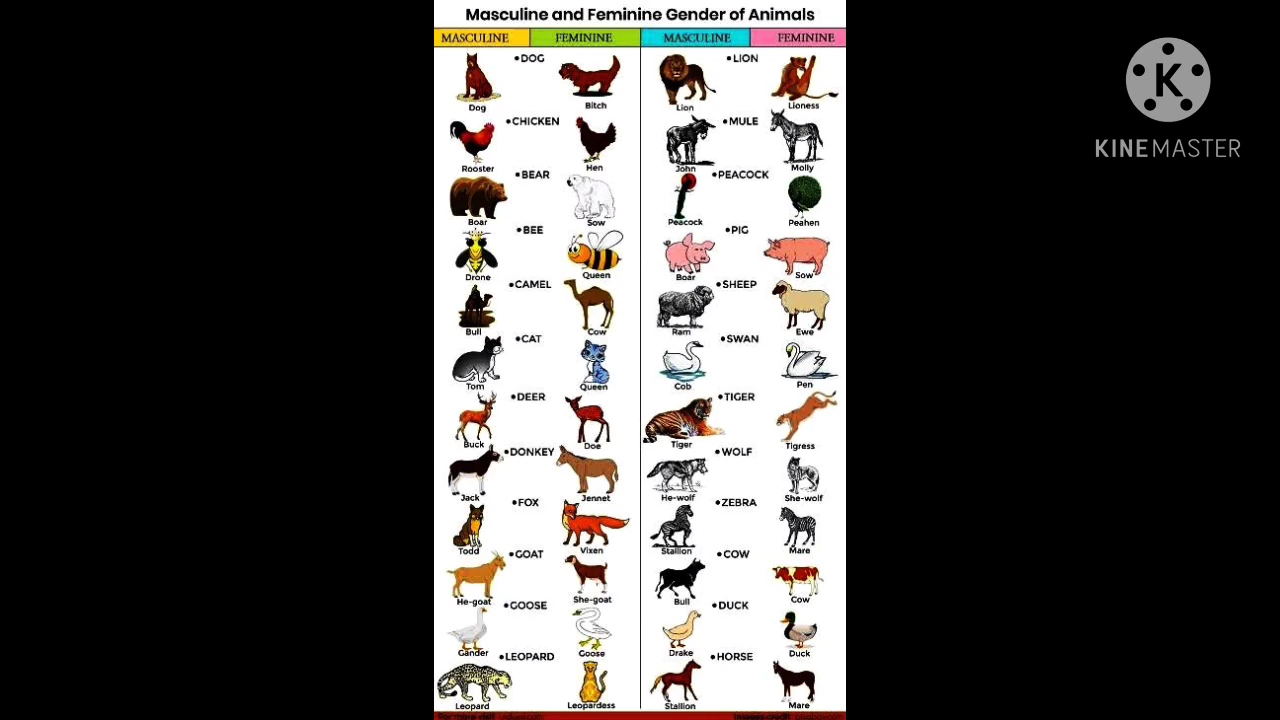 Masculine and Feminine Gender of Animals
MASCULINE FEMININE MASCULINE FEMININE
•DOG
Dog Bitch
•CHICKEN
Rooster Hen
•BEAR
Boar Sow
•BEE
Drone Queen
•CAMEL
Bull Cow
•CAT
Tom Queen
•DEER
Buck Doe
•DONKEY
Jack Jennet
•FOX
Todd Vixen
•GOAT
He-goat She-goat
•GOOSE
Gander Goose
•LEOPARD
Leopard Leopardess
•LION
Lion Lioness
•MULE
John Molly
•PEACOCK
Peacock Peahen
•PIG
Boar Sow
•SHEEP
Ram Ewe
•SWAN
Cob Pen
•TIGER
Tiger Tigress
•WOLF
He-wolf She-wolf
•ZEBRA
Stallion Mare
•COW
Bull Cow
•DUCK
Drake Duck
•HORSE
Stallion Mare
K
KINEMASTER